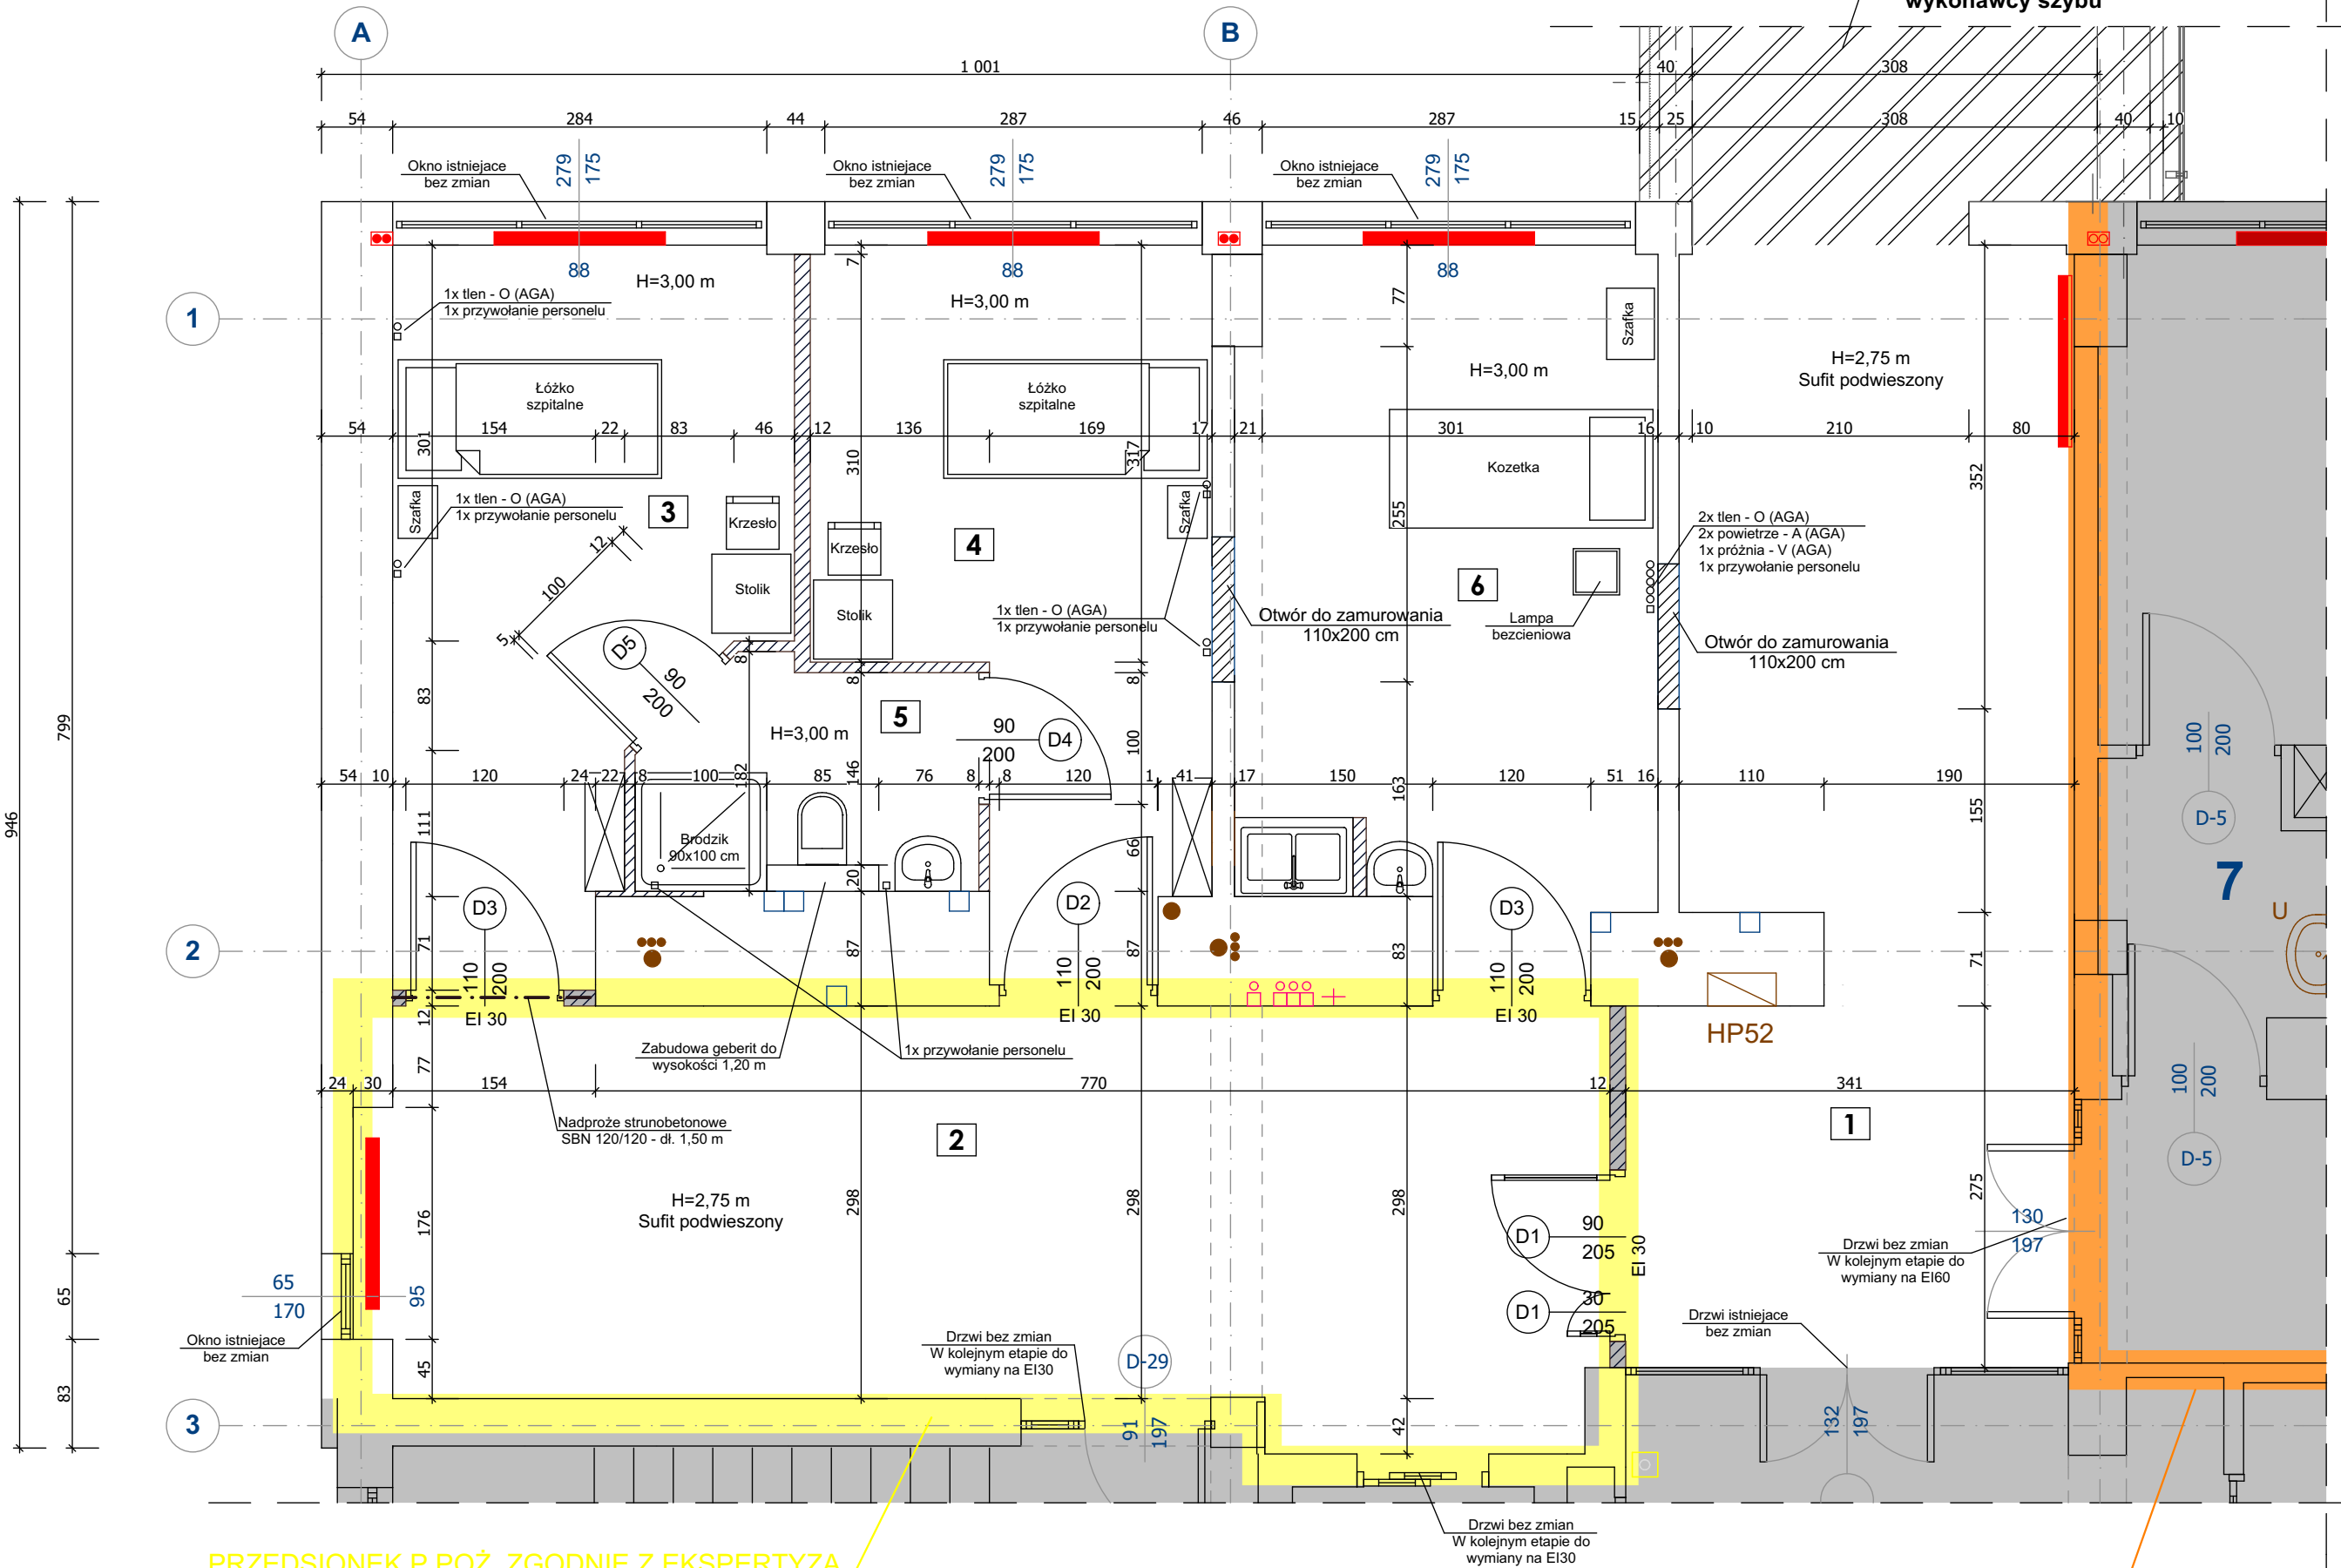 wykonawcy szybu
A
B
1 001
40
308
54
284
44
287
46
287
15
25
308
40
10
Okno istniejace
bez zmian
279
175
Okno istniejace
bez zmian
279
175
Okno istniejace
bez zmian
279
175
88
88
88
H=3,00 m
H=3,00 m
7
77
1x tlen - O (AGA)
1x przywołanie personelu
1
Szafka
H=3,00 m
H=2,75 m
Sufit podwieszony
Łóżko
szpitalne
Łóżko
szpitalne
54
154
22
83
46
12
136
169
17
21
301
16
10
210
80
301
310
317
255
352
Kozetka
Szafka
1x tlen - O (AGA)
1x przywołanie personelu
3
Krzesło
Krzesło
4
Szafka
2x tlen - O (AGA)
2x powietrze - A (AGA)
1x próżnia - V (AGA)
1x przywołanie personelu
12
100
5
Stolik
Stolik
6
1x tlen - O (AGA)
1x przywołanie personelu
Otwór do zamurowania
110x200 cm
Lampa
bezcieniowa
Otwór do zamurowania
110x200 cm
D5
90
200
8
8
8
83
5
H=3,00 m
90
200
D4
100
799
946
100
200
D-5
54
10
120
24
22
8
100
182
85
146
76
8
8
120
1
41
17
150
163
120
51
16
110
190
111
Brodzik
90x100 cm
20
66
155
7
D3
D2
D3
U
2
71
110
200
87
110
200
87
83
110
200
71
EI 30
EI 30
EI 30
12
HP52
Zabudowa geberit do
wysokości 1,20 m
1x przywołanie personelu
77
100
200
D-5
24
30
154
770
12
341
Nadproże strunobetonowe
SBN 120/120 - dł. 1,50 m
2
1
H=2,75 m
Sufit podwieszony
176
298
298
298
275
D1
90
205
EI 30
130
197
Drzwi bez zmian
W kolejnym etapie do
wymiany na EI60
65
170
95
65
D1
30
205
Drzwi istniejace
bez zmian
Okno istniejace
bez zmian
Drzwi bez zmian
W kolejnym etapie do
wymiany na EI30
D-29
45
83
3
91
197
42
132
197
Drzwi bez zmian
W kolejnym etapie do
wymiany na EI30
PRZEDSIONEK P.POŻ. ZGODNIE Z EKSPERTYZĄ